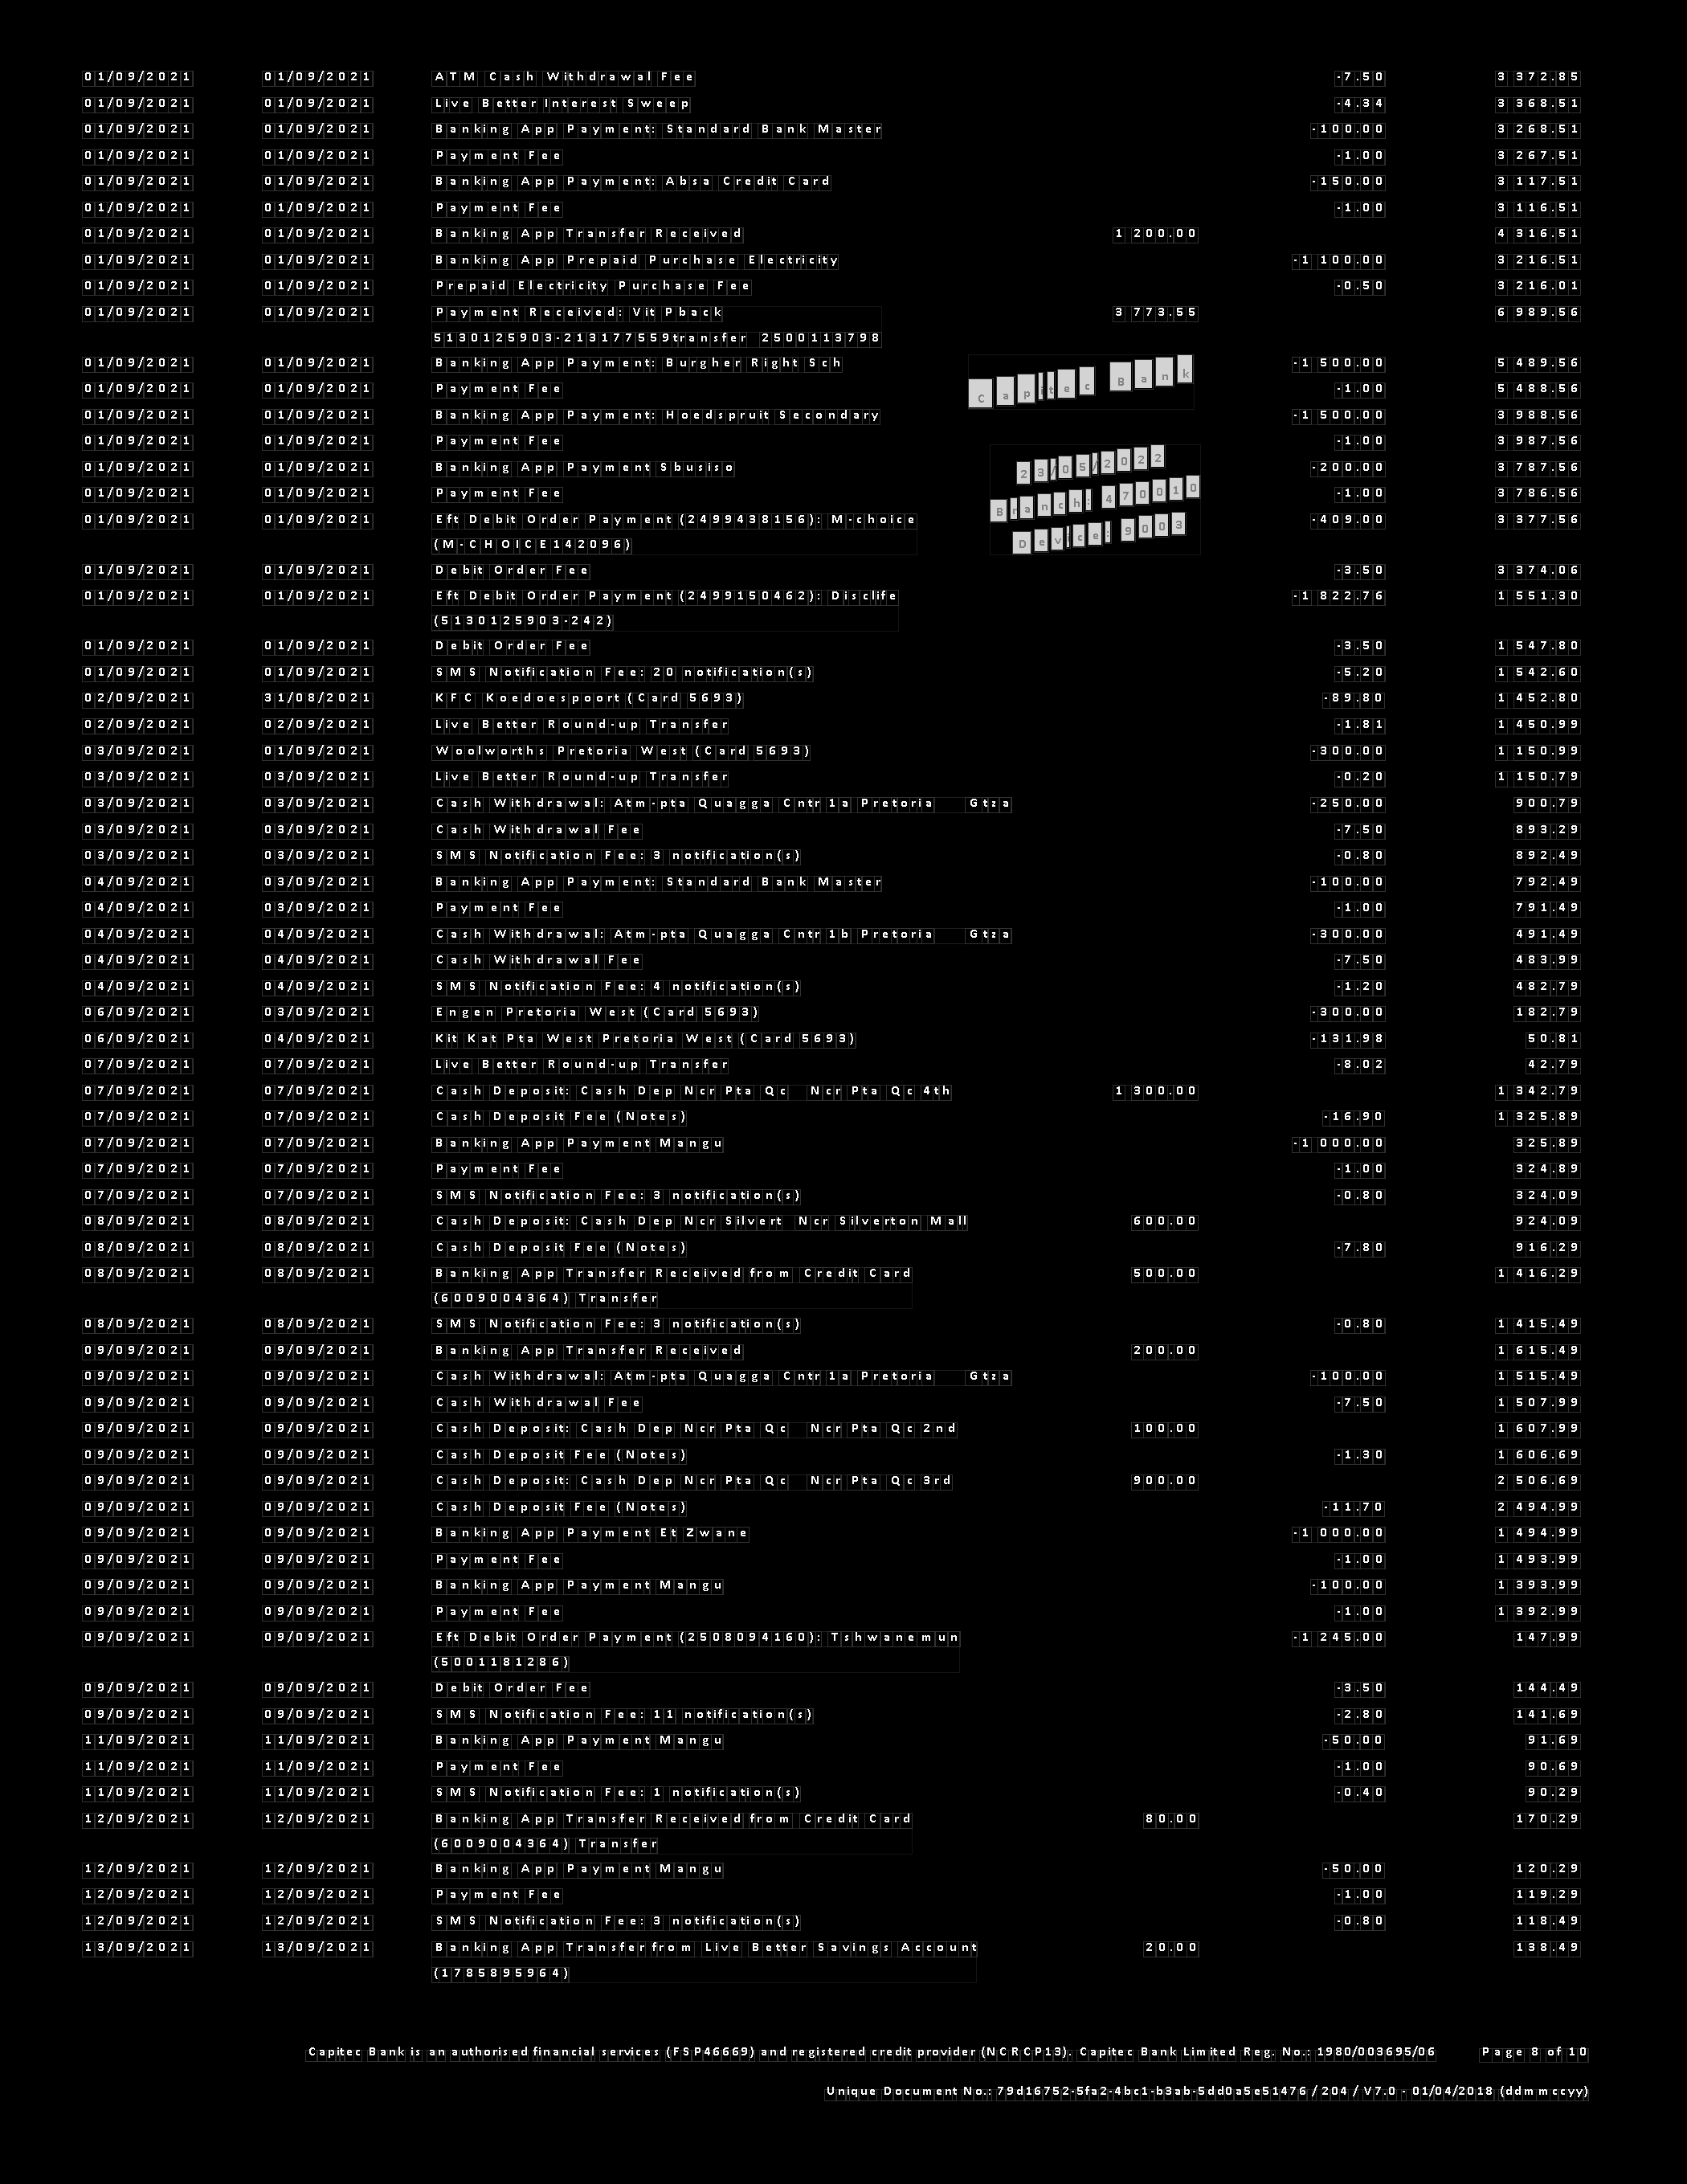 01/09/2021 01/09/2021 ATM Cash Withdrawal Fee -7.50 3 372.85
01/09/2021 01/09/2021 Live Better Interest Sweep -4.34 3 368.51
01/09/2021 01/09/2021 Banking App Payment: Standard Bank Master -100.00 3 268.51
01/09/2021 01/09/2021 Payment Fee -1.00 3 267.51
01/09/2021 01/09/2021 Banking App Payment: Absa Credit Card -150.00 3 117.51
01/09/2021 01/09/2021 Payment Fee -1.00 3 116.51
01/09/2021 01/09/2021 Banking App Transfer Received 1 200.00 4 316.51
01/09/2021 01/09/2021 Banking App Prepaid Purchase Electricity -1 100.00 3 216.51
01/09/2021 01/09/2021 Prepaid Electricity Purchase Fee -0.50 3 216.01
01/09/2021 01/09/2021 Payment Received: Vit Pback 3 773.55 6 989.56
5130125903-213177559transfer 2500113798
01/09/2021 01/09/2021 Banking App Payment: Burgher Right Sch -1 500.00 5 489.56
Capitec Bank
01/09/2021 01/09/2021 Payment Fee -1.00 5 488.56
01/09/2021 01/09/2021 Banking App Payment: Hoedspruit Secondary -1 500.00 3 988.56
01/09/2021 01/09/2021 Payment Fee -1.00 3 987.56
23/05/2022
01/09/2021 01/09/2021 Banking App Payment Sbusiso -200.00 3 787.56
01/09/2021 01/09/2021 Payment Fee -1.00 3 786.56
Branch: 470010
01/09/2021 01/09/2021 Eft Debit Order Payment (2499438156): M-choice -409.00 3 377.56
Device: 9003
(M-CHOICE142096)
01/09/2021 01/09/2021 Debit Order Fee -3.50 3 374.06
01/09/2021 01/09/2021 Eft Debit Order Payment (2499150462): Disclife -1 822.76 1 551.30
(5130125903-242)
01/09/2021 01/09/2021 Debit Order Fee -3.50 1 547.80
01/09/2021 01/09/2021 SMS Notification Fee: 20 notification(s) -5.20 1 542.60
02/09/2021 31/08/2021 KFC Koedoespoort (Card 5693) -89.80 1 452.80
02/09/2021 02/09/2021 Live Better Round-up Transfer -1.81 1 450.99
03/09/2021 01/09/2021 Woolworths Pretoria West (Card 5693) -300.00 1 150.99
03/09/2021 03/09/2021 Live Better Round-up Transfer -0.20 1 150.79
03/09/2021 03/09/2021 Cash Withdrawal: Atm-pta Quagga Cntr 1a Pretoria Gtza -250.00 900.79
03/09/2021 03/09/2021 Cash Withdrawal Fee -7.50 893.29
03/09/2021 03/09/2021 SMS Notification Fee: 3 notification(s) -0.80 892.49
04/09/2021 03/09/2021 Banking App Payment: Standard Bank Master -100.00 792.49
04/09/2021 03/09/2021 Payment Fee -1.00 791.49
04/09/2021 04/09/2021 Cash Withdrawal: Atm-pta Quagga Cntr 1b Pretoria Gtza -300.00 491.49
04/09/2021 04/09/2021 Cash Withdrawal Fee -7.50 483.99
04/09/2021 04/09/2021 SMS Notification Fee: 4 notification(s) -1.20 482.79
06/09/2021 03/09/2021 Engen Pretoria West (Card 5693) -300.00 182.79
06/09/2021 04/09/2021 Kit Kat Pta West Pretoria West (Card 5693) -131.98 50.81
07/09/2021 07/09/2021 Live Better Round-up Transfer -8.02 42.79
07/09/2021 07/09/2021 Cash Deposit: Cash Dep Ncr Pta Qc Ncr Pta Qc 4th 1 300.00 1 342.79
07/09/2021 07/09/2021 Cash Deposit Fee (Notes) -16.90 1 325.89
07/09/2021 07/09/2021 Banking App Payment Mangu -1 000.00 325.89
07/09/2021 07/09/2021 Payment Fee -1.00 324.89
07/09/2021 07/09/2021 SMS Notification Fee: 3 notification(s) -0.80 324.09
08/09/2021 08/09/2021 Cash Deposit: Cash Dep Ncr Silvert Ncr Silverton Mall 600.00 924.09
08/09/2021 08/09/2021 Cash Deposit Fee (Notes) -7.80 916.29
08/09/2021 08/09/2021 Banking App Transfer Received from Credit Card 500.00 1 416.29
(6009004364) Transfer
08/09/2021 08/09/2021 SMS Notification Fee: 3 notification(s) -0.80 1 415.49
09/09/2021 09/09/2021 Banking App Transfer Received 200.00 1 615.49
09/09/2021 09/09/2021 Cash Withdrawal: Atm-pta Quagga Cntr 1a Pretoria Gtza -100.00 1 515.49
09/09/2021 09/09/2021 Cash Withdrawal Fee -7.50 1 507.99
09/09/2021 09/09/2021 Cash Deposit: Cash Dep Ncr Pta Qc Ncr Pta Qc 2nd 100.00 1 607.99
09/09/2021 09/09/2021 Cash Deposit Fee (Notes) -1.30 1 606.69
09/09/2021 09/09/2021 Cash Deposit: Cash Dep Ncr Pta Qc Ncr Pta Qc 3rd 900.00 2 506.69
09/09/2021 09/09/2021 Cash Deposit Fee (Notes) -11.70 2 494.99
09/09/2021 09/09/2021 Banking App Payment Et Zwane -1 000.00 1 494.99
09/09/2021 09/09/2021 Payment Fee -1.00 1 493.99
09/09/2021 09/09/2021 Banking App Payment Mangu -100.00 1 393.99
09/09/2021 09/09/2021 Payment Fee -1.00 1 392.99
09/09/2021 09/09/2021 Eft Debit Order Payment (2508094160): Tshwanemun -1 245.00 147.99
(5001181286)
09/09/2021 09/09/2021 Debit Order Fee -3.50 144.49
09/09/2021 09/09/2021 SMS Notification Fee: 11 notification(s) -2.80 141.69
11/09/2021 11/09/2021 Banking App Payment Mangu -50.00 91.69
11/09/2021 11/09/2021 Payment Fee -1.00 90.69
11/09/2021 11/09/2021 SMS Notification Fee: 1 notification(s) -0.40 90.29
12/09/2021 12/09/2021 Banking App Transfer Received from Credit Card 80.00 170.29
(6009004364) Transfer
12/09/2021 12/09/2021 Banking App Payment Mangu -50.00 120.29
12/09/2021 12/09/2021 Payment Fee -1.00 119.29
12/09/2021 12/09/2021 SMS Notification Fee: 3 notification(s) -0.80 118.49
13/09/2021 13/09/2021 Banking App Transfer from Live Better Savings Account 20.00 138.49
(1785895964)
Capitec Bank is an authorised financial services (FSP46669) and registered credit provider (NCRCP13). Capitec Bank Limited Reg. No.: 1980/003695/06 Page 8 of 10
Unique Document No.: 79d16752-5fa2-4bc1-b3ab-5dd0a5e51476 / 204 / V7.0 - 01/04/2018 (ddmmccyy)